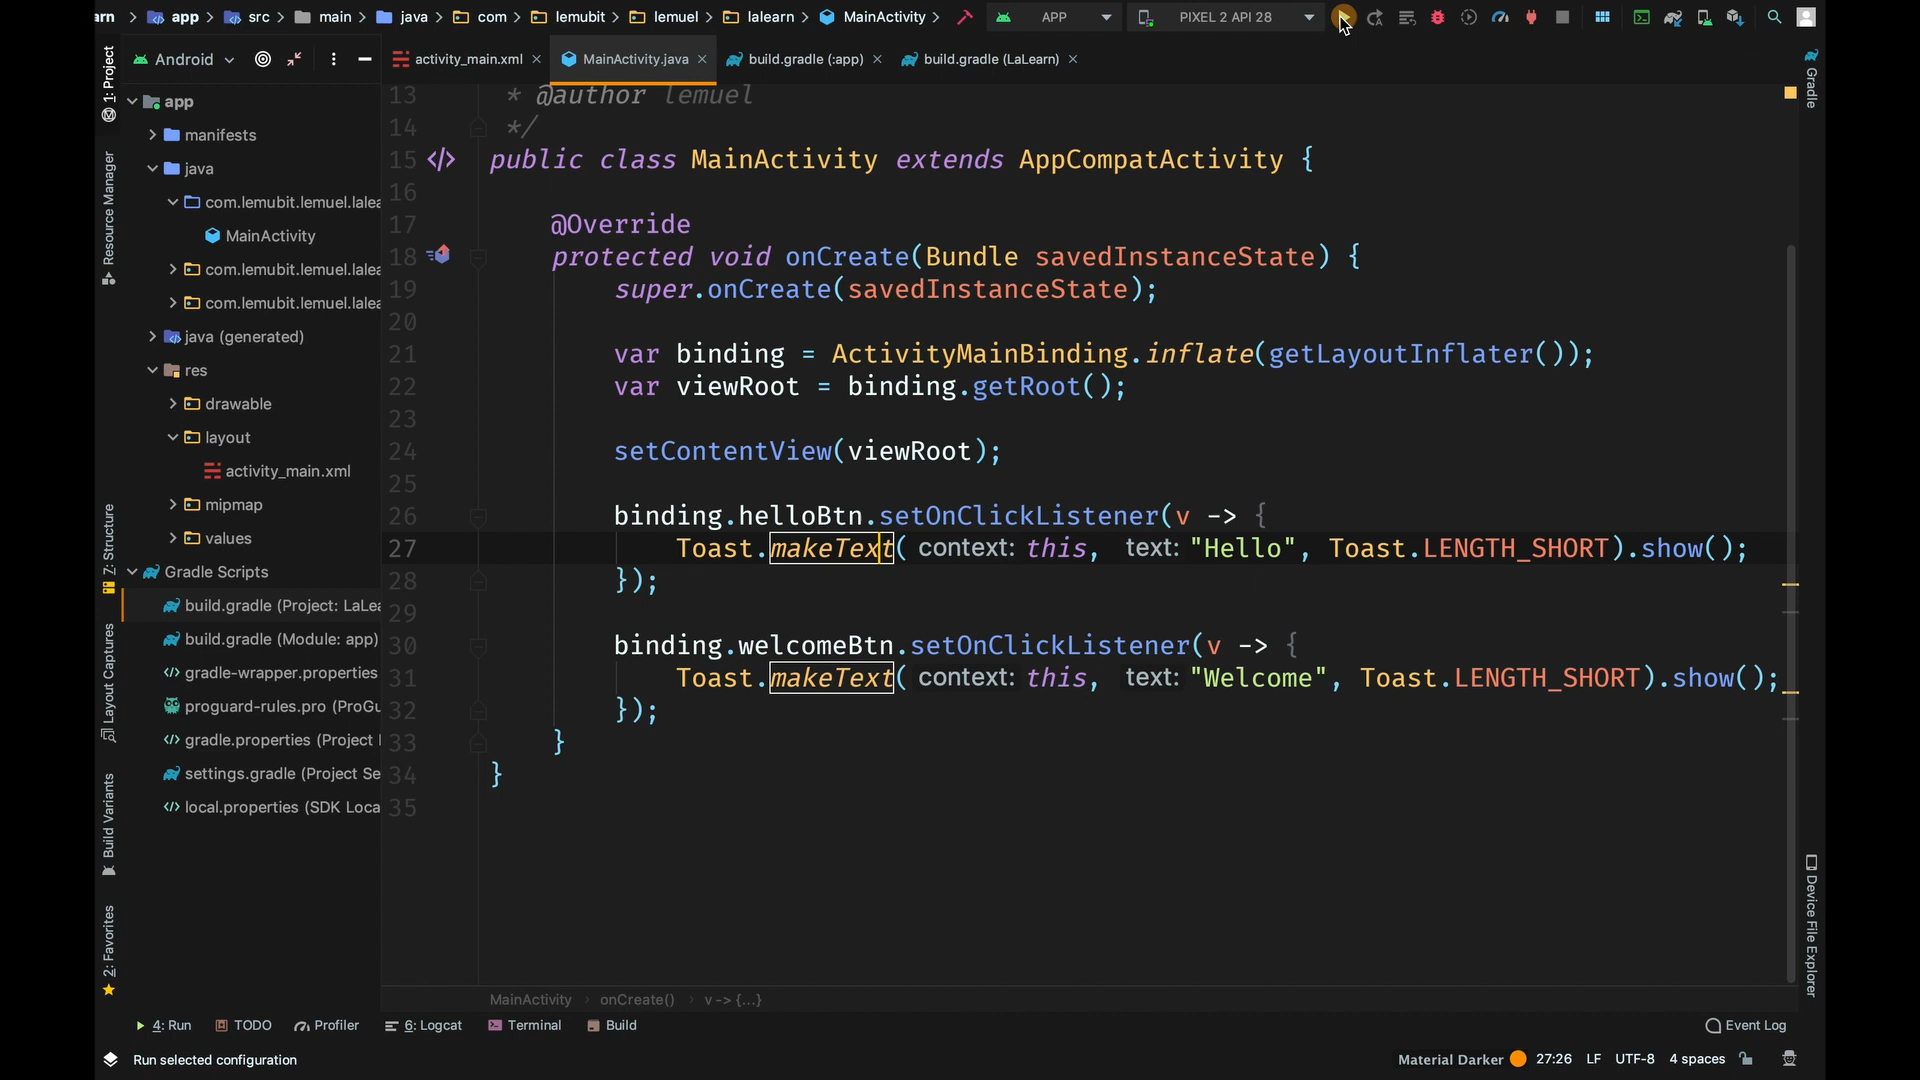 arn > app > src > main > java > com > lemubit > lemuel > lalearn > MainActivity > APP PIXEL 2 API 28
1: Project
Resource Manager
Z: Structure
Layout Captures
Build Variants
2: Favorites
Android
app
manifests
java
com.lemubit.lemuel.lalea
MainActivity
com.lemubit.lemuel.lalea
com.lemubit.lemuel.lalea
java (generated)
res
drawable
layout
activity_main.xml
mipmap
values
Gradle Scripts
build.gradle (Project: LaLea
build.gradle (Module: app)
gradle-wrapper.properties
proguard-rules.pro (ProGu
gradle.properties (Project
settings.gradle (Project Se
local.properties (SDK Loca
activity_main.xml MainActivity.java build.gradle (:app) build.gradle (LaLearn)
13 * @author lemuel
14 */
15 </> public class MainActivity extends AppCompatActivity {
16
17 @Override
18 protected void onCreate(Bundle savedInstanceState) {
19 super.onCreate(savedInstanceState);
20
21 var binding = ActivityMainBinding.inflate(getLayoutInflater());
22 var viewRoot = binding.getRoot();
23
24 setContentView(viewRoot);
25
26 binding.helloBtn.setOnClickListener(v -> {
27 Toast.makeText( context: this, text: "Hello", Toast.LENGTH_SHORT).show();
28 });
29
30 binding.welcomeBtn.setOnClickListener(v -> {
31 Toast.makeText( context: this, text: "Welcome", Toast.LENGTH_SHORT).show();
32 });
33 }
34 }
35
MainActivity > onCreate() > v -> {...}
Gradle
Device File Explorer
4: Run TODO Profiler 6: Logcat Terminal Build Event Log
Run selected configuration Material Darker 27:26 LF UTF-8 4 spaces